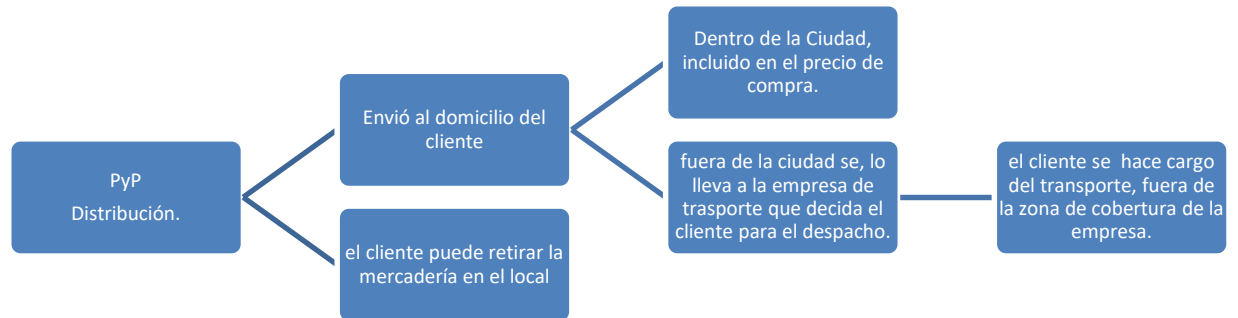 PyP
Distribución.
Envió al domicilio del
cliente
el cliente puede retirar la
mercadería en el local
Dentro de la Ciudad,
incluido en el precio de
compra.
fuera de la ciudad se, lo
lleva a la empresa de
trasporte que decida el
cliente para el despacho.
el cliente se  hace cargo
del transporte, fuera de
la zona de cobertura de la
empresa.